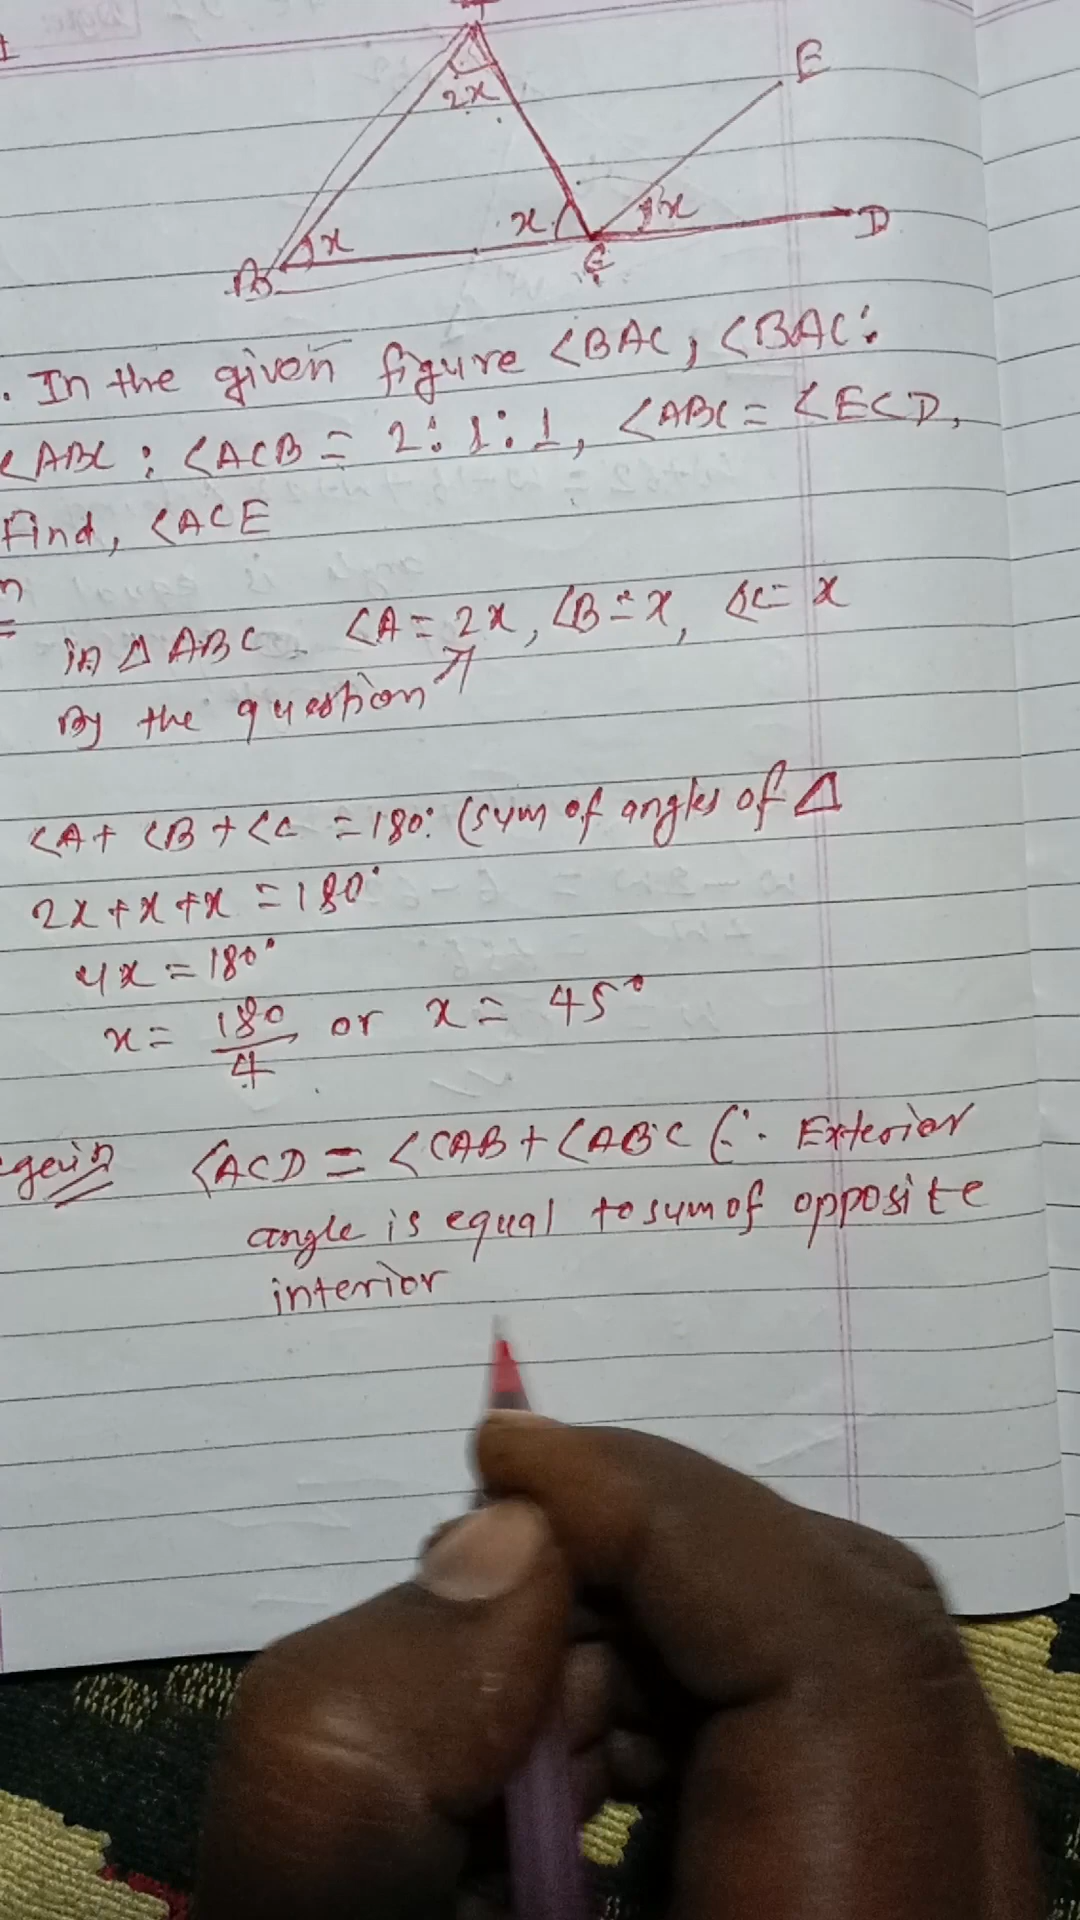 2x
E
x
x
x
D
B
C
. In the given figure ∠BAC, ∠BAC:
∠ABC : ∠ACB = 2:1:1, ∠ABC = ∠ECD,
Find, ∠ACE
in Δ ABC ∠A = 2x, ∠B = x, ∠C = x
By the question ↗
∠A + ∠B + ∠C = 180° (sum of angles of Δ
2x + x + x = 180°
4x = 180°
x = 180/4 or x = 45°
∠ACD = ∠CAB + ∠ABC (∵ Exterior
angle is equal to sum of opposite
interior